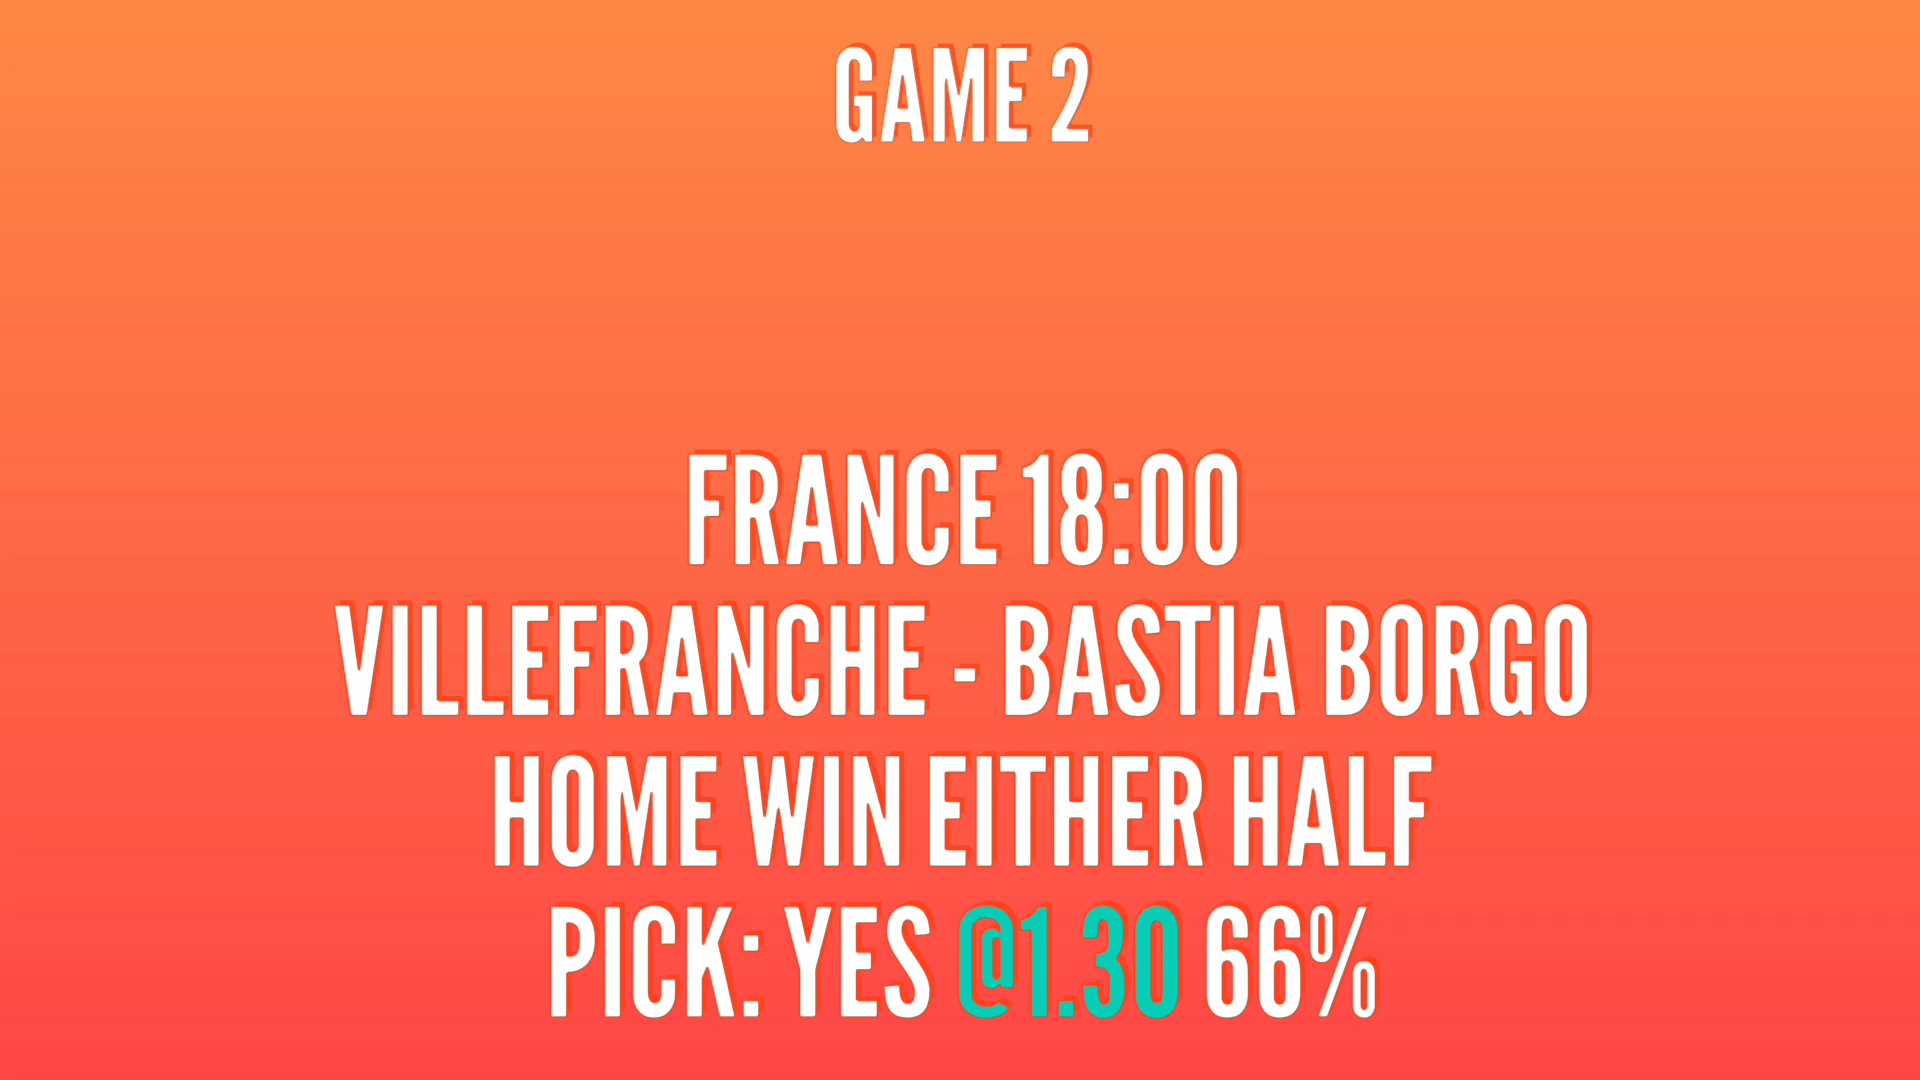 GAME 2
FRANCE 18:00
VILLEFRANCHE - BASTIA BORGO
HOME WIN EITHER HALF
PICK: YES @1.30 66%